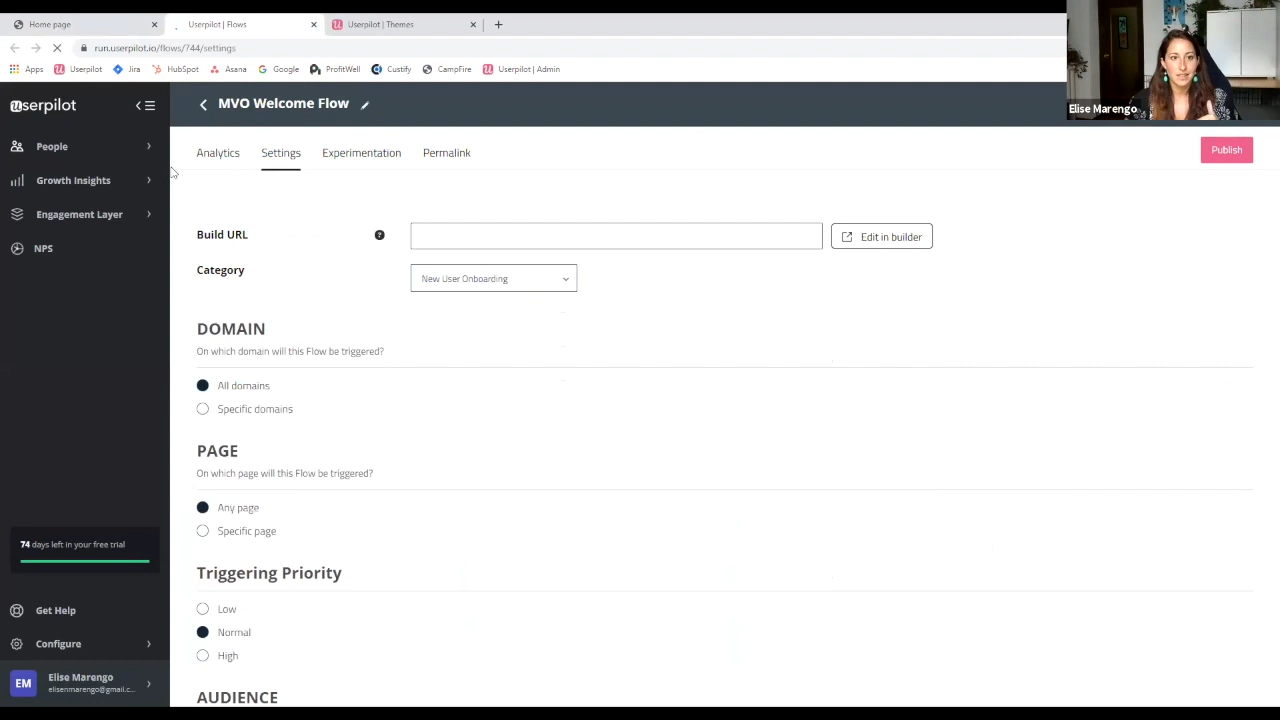 Home page
Userpilot | Flows
Userpilot | Themes
run.userpilot.io/flows/744/settings
Apps
Userpilot
Jira
HubSpot
Asana
Google
ProfitWell
Custify
CampFire
Userpilot | Admin
Elise Marengo
userpilot
MVO Welcome Flow
People
Growth Insights
Engagement Layer
NPS
74 days left in your free trial
Get Help
Configure
EM
Elise Marengo
elisenmarengo@gmail.c...
Analytics
Settings
Experimentation
Permalink
Publish
Build URL
?
Edit in builder
Category
New User Onboarding
DOMAIN
On which domain will this Flow be triggered?
All domains
Specific domains
PAGE
On which page will this Flow be triggered?
Any page
Specific page
Triggering Priority
Low
Normal
High
AUDIENCE